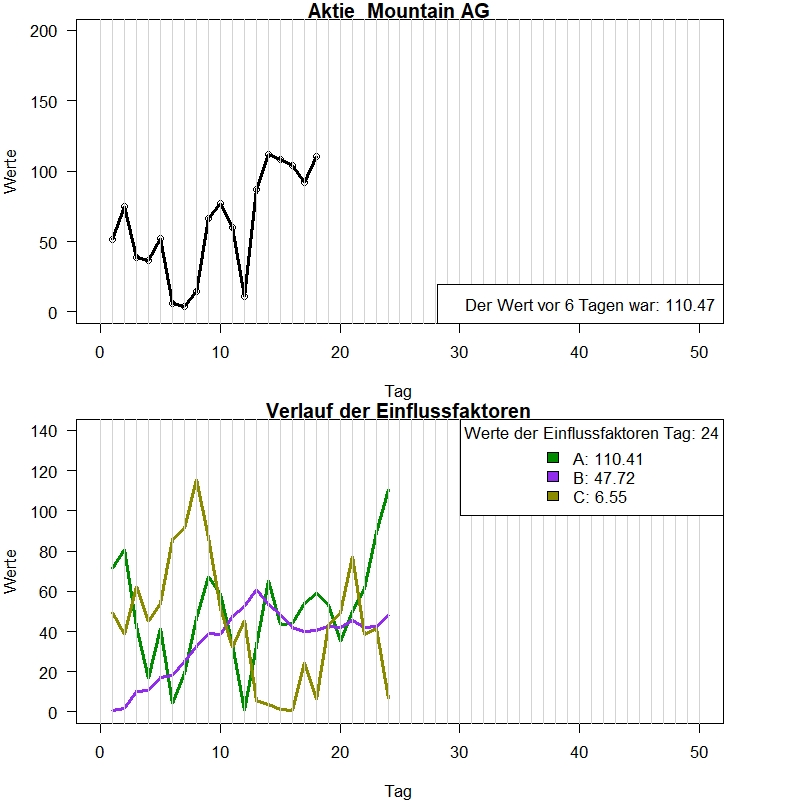 Aktie  Mountain AG
Werte
200
150
100
50
0
Der Wert vor 6 Tagen war: 110.47
0 10 20 30 40 50
Tag
Verlauf der Einflussfaktoren
Werte
140
120
100
80
60
40
20
0
Werte der Einflussfaktoren Tag: 24
A: 110.41
B: 47.72
C: 6.55
0 10 20 30 40 50
Tag